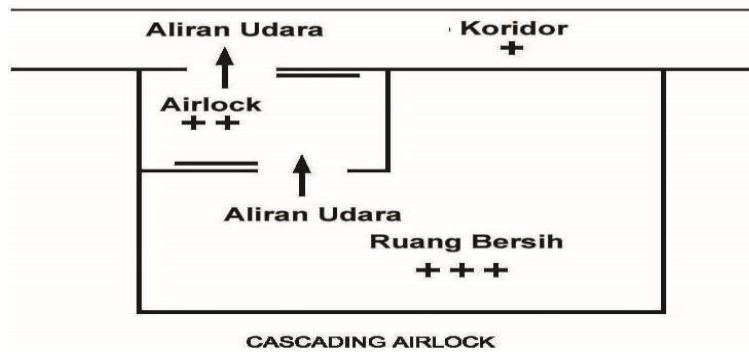 Aliran Udara
Koridor
+
Airlock
+ +
Aliran Udara
Ruang Bersih
+ + +
CASCADING AIRLOCK